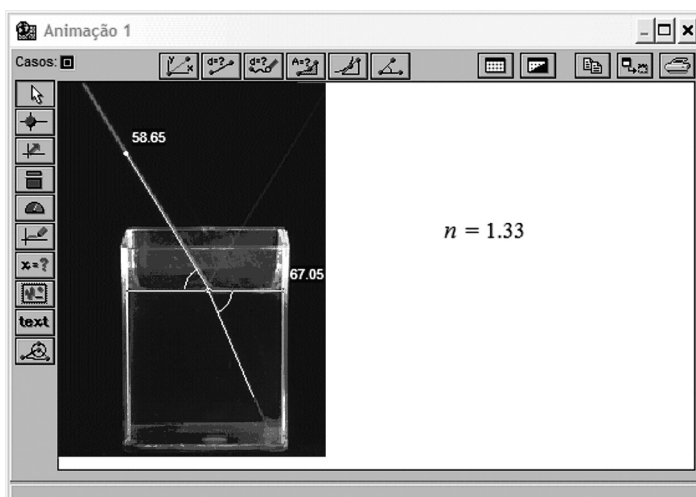 Animação 1
Casos:
y x
d=?
d=?
A=?
58.65
67.05
n = 1.33
x=?
text